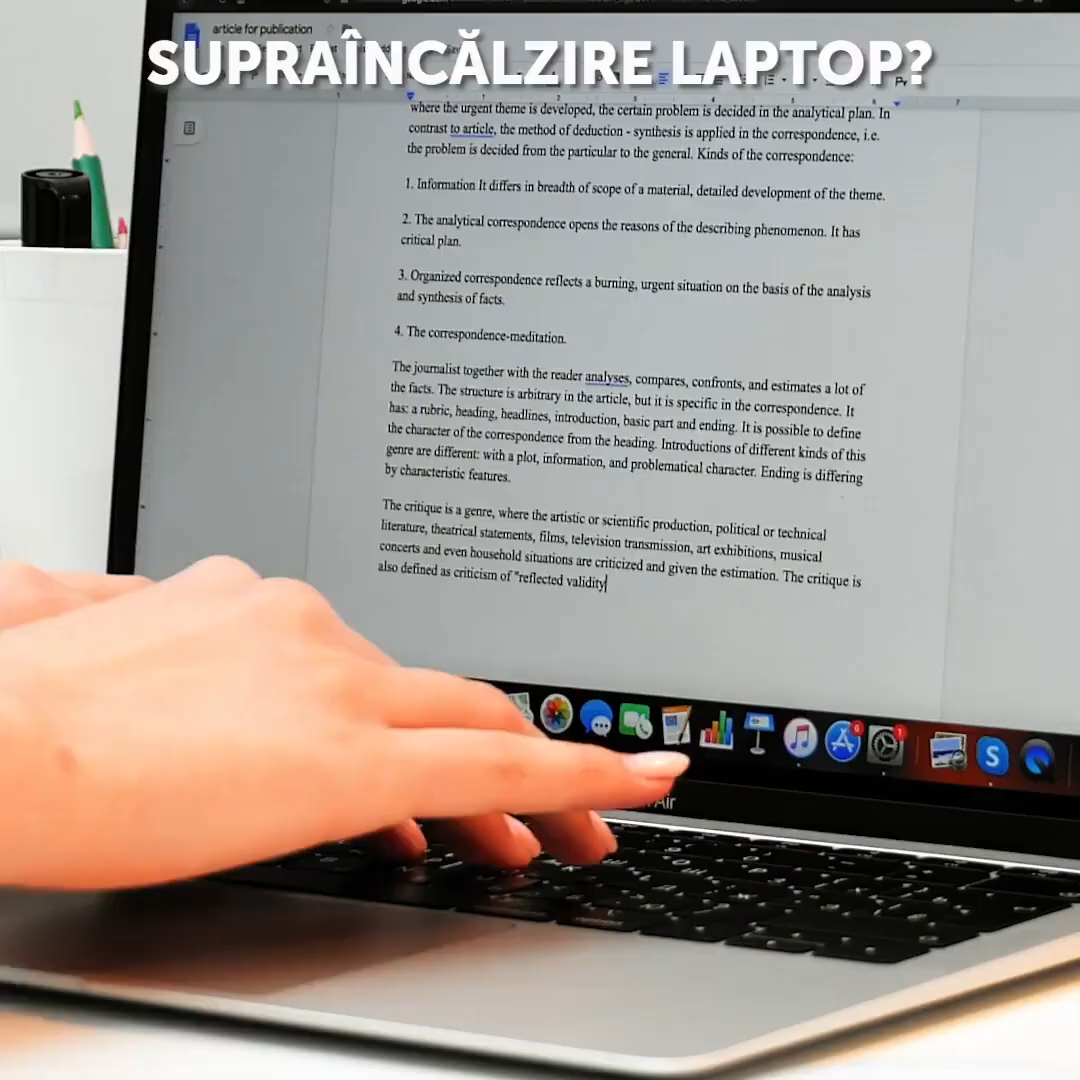 article for publication
SUPRAÎNCĂLZIRE LAPTOP?
where the urgent theme is developed, the certain problem is decided in the analytical plan. In
contrast to article, the method of deduction - synthesis is applied in the correspondence, i.e.
the problem is decided from the particular to the general. Kinds of the correspondence:
1. Information It differs in breadth of scope of a material, detailed development of the theme.
2. The analytical correspondence opens the reasons of the describing phenomenon. It has
critical plan.
3. Organized correspondence reflects a burning, urgent situation on the basis of the analysis
and synthesis of facts.
4. The correspondence-meditation.
The journalist together with the reader analyses, compares, confronts, and estimates a lot of
the facts. The structure is arbitrary in the article, but it is specific in the correspondence. It
has: a rubric, heading, headlines, introduction, basic part and ending. It is possible to define
the character of the correspondence from the heading. Introductions of different kinds of this
genre are different: with a plot, information, and problematical character. Ending is differing
by characteristic features.
The critique is a genre, where the artistic or scientific production, political or technical
literature, theatrical statements, films, television transmission, art exhibitions, musical
concerts and even household situations are criticized and given the estimation. The critique is
also defined as criticism of "reflected validity
6
1
S
Air